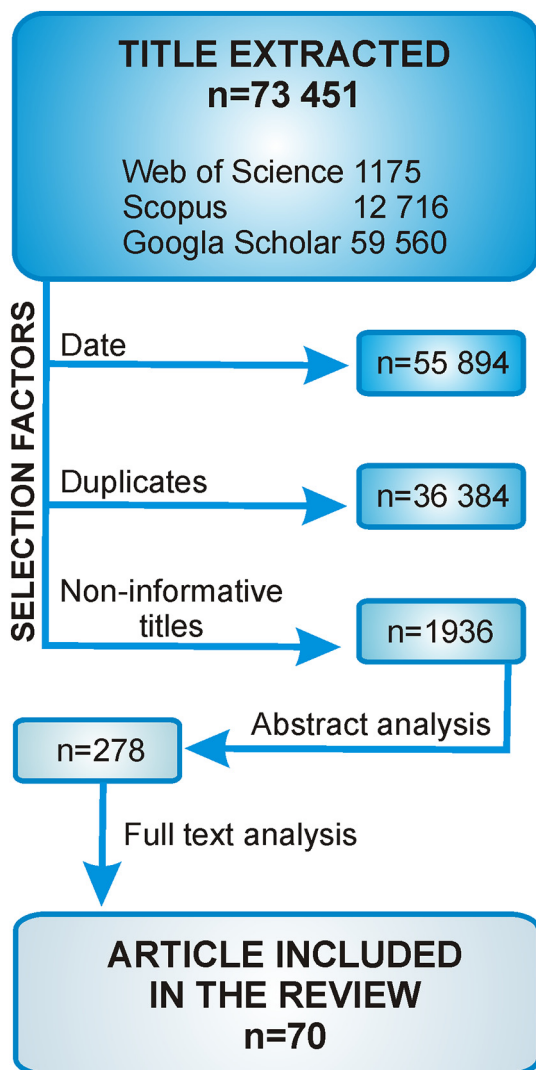 TITLE EXTRACTED
n=73 451
Web of Science 1175
Scopus 12 716
Googla Scholar 59 560
SELECTION FACTORS
Date
n=55 894
Duplicates
n=36 384
Non-informative
titles
n=1936
Abstract analysis
n=278
Full text analysis
ARTICLE INCLUDED
IN THE REVIEW
n=70